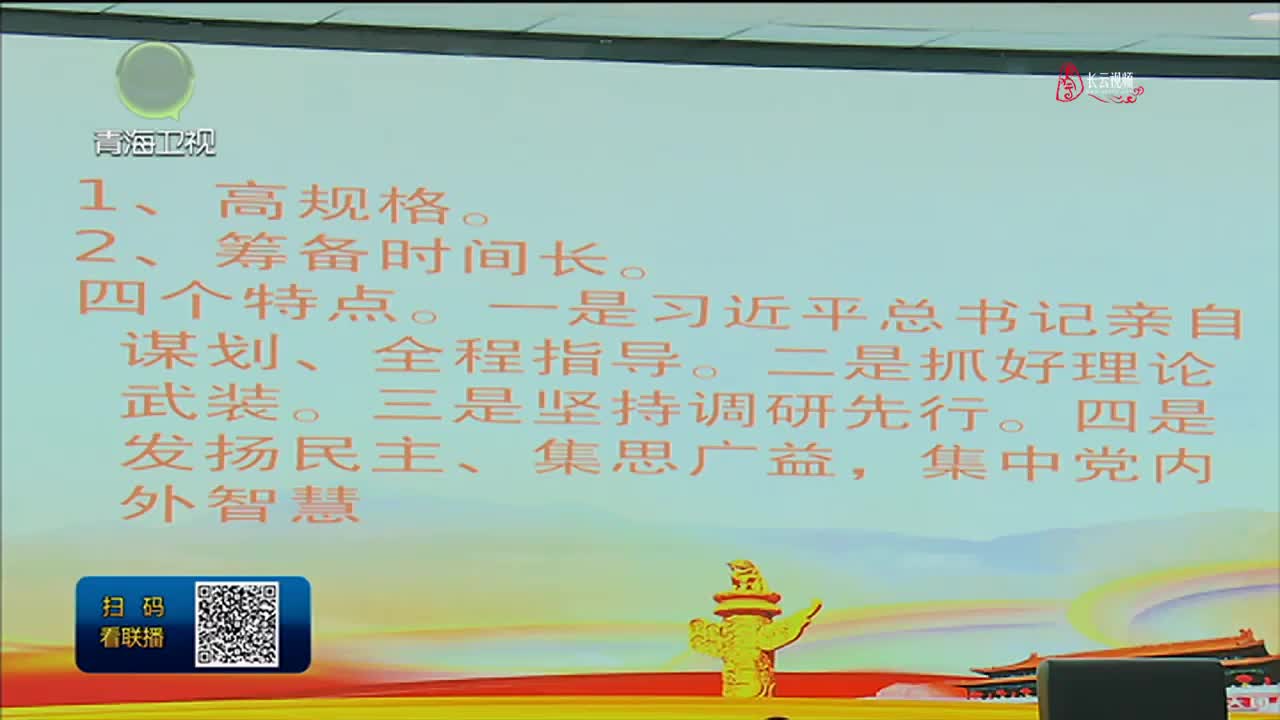 青海卫视
长云视频
1、高规格。
2、筹备时间长。
四个特点。一是习近平总书记亲自
谋划、全程指导。二是抓好理论
武装。三是坚持调研先行。四是
发扬民主、集思广益，集中党内
外智慧
扫 码
看联播